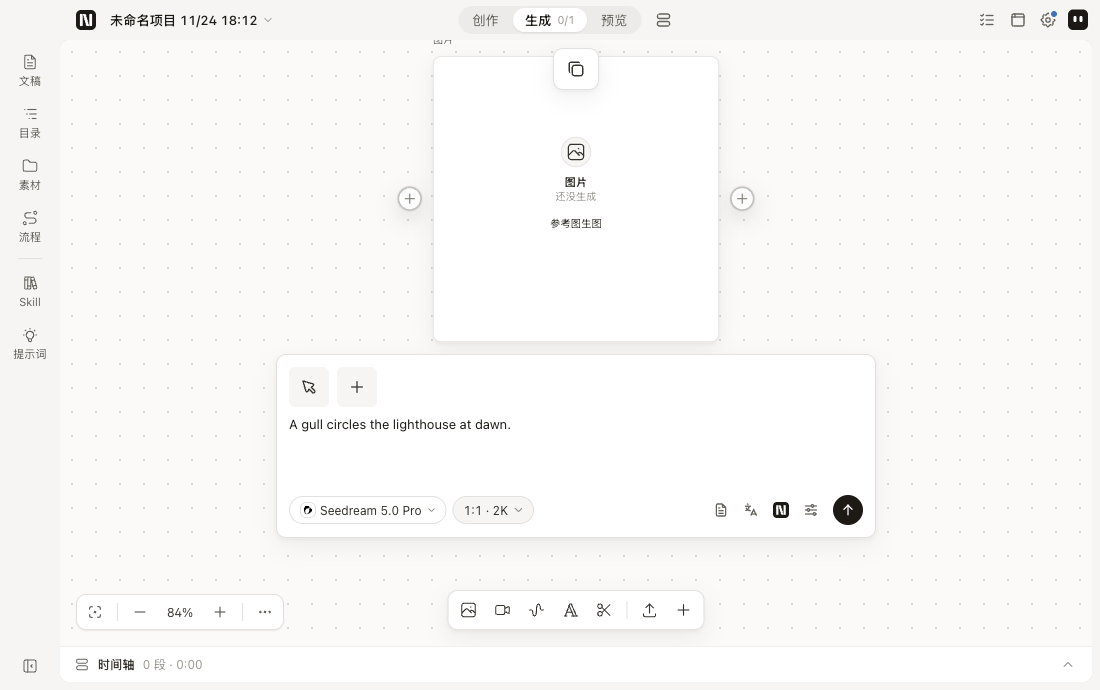 未命名项目 11/24 18:12
创作
生成 0/1
预览
文稿
目录
素材
流程
Skill
提示词
图片
图片
还没生成
参考图生图
A gull circles the lighthouse at dawn.
Seedream 5.0 Pro
1:1 · 2K
84%
时间轴 0 段 · 0:00